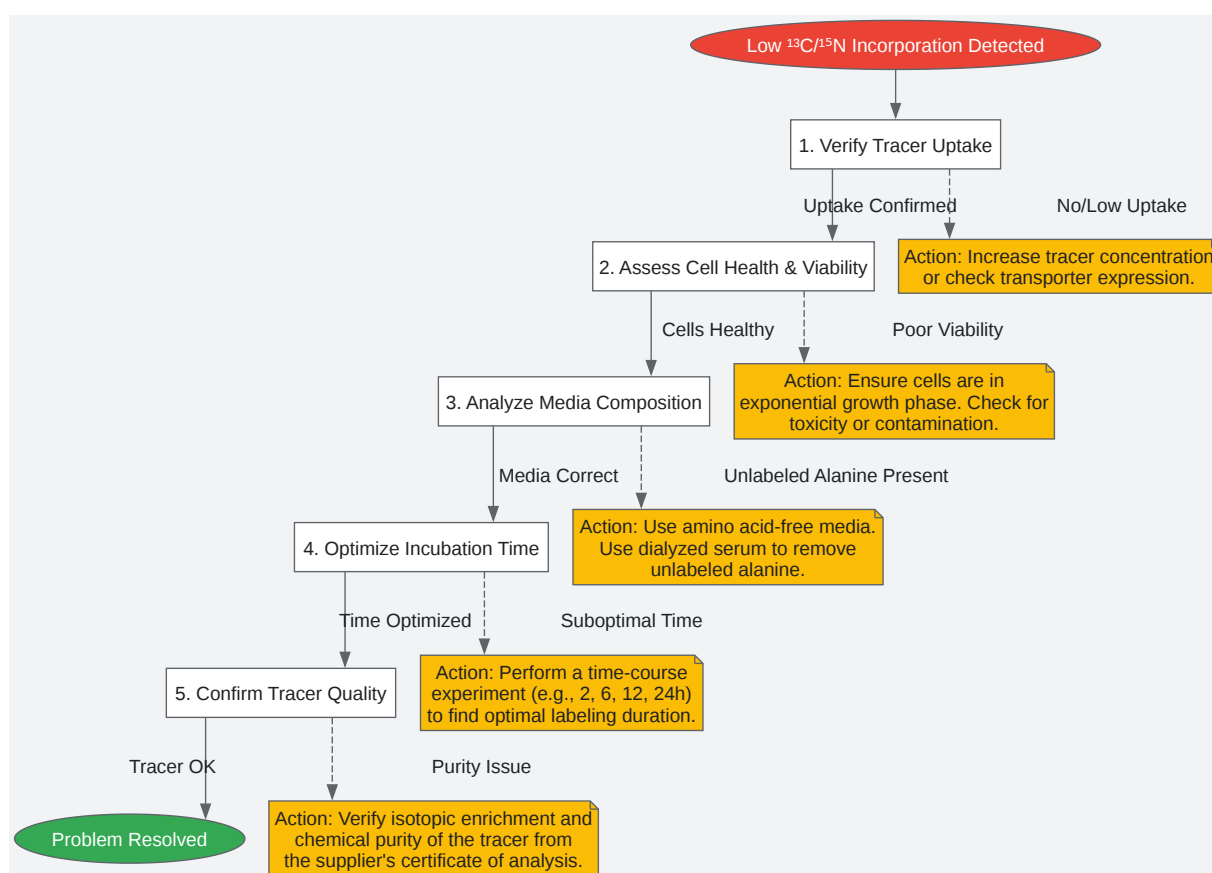 Low ¹³C/¹⁵N Incorporation Detected
1. Verify Tracer Uptake
Uptake Confirmed
No/Low Uptake
2. Assess Cell Health & Viability
Action: Increase tracer concentration
or check transporter expression.
Cells Healthy
Poor Viability
3. Analyze Media Composition
Action: Ensure cells are in
exponential growth phase. Check for
toxicity or contamination.
Media Correct
Unlabeled Alanine Present
4. Optimize Incubation Time
Action: Use amino acid-free media.
Use dialyzed serum to remove
unlabeled alanine.
Time Optimized
Suboptimal Time
5. Confirm Tracer Quality
Action: Perform a time-course
experiment (e.g., 2, 6, 12, 24h)
to find optimal labeling duration.
Tracer OK
Purity Issue
Problem Resolved
Action: Verify isotopic enrichment and
chemical purity of the tracer from
the supplier's certificate of analysis.